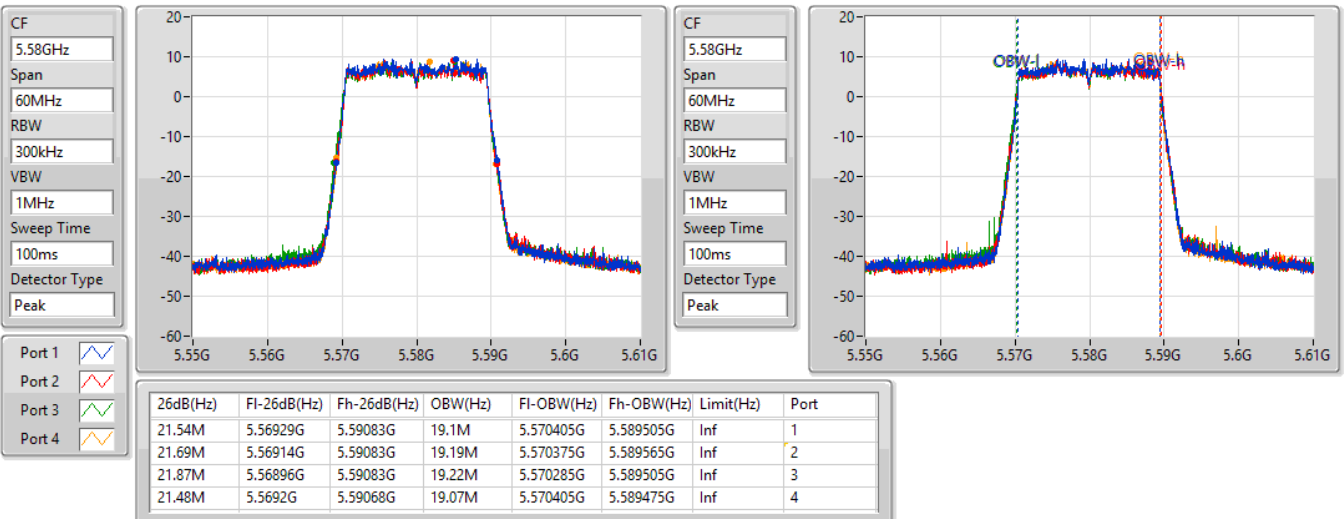 CF
5.58GHz
Span
60MHz
RBW
300kHz
VBW
1MHz
Sweep Time
100ms
Detector Type
Peak
Port 1
Port 2
Port 3
Port 4
20
10
0
-10
-20
-30
-40
-50
-60
5.55G 5.56G 5.57G 5.58G 5.59G 5.6G 5.61G
CF
5.58GHz
Span
60MHz
RBW
300kHz
VBW
1MHz
Sweep Time
100ms
Detector Type
Peak
20
10
0
-10
-20
-30
-40
-50
-60
OBW-l OBW-h
5.55G 5.56G 5.57G 5.58G 5.59G 5.6G 5.61G
26dB(Hz) Fl-26dB(Hz) Fh-26dB(Hz) OBW(Hz) Fl-OBW(Hz) Fh-OBW(Hz) Limit(Hz) Port
21.54M 5.56929G 5.59083G 19.1M 5.570405G 5.589505G Inf 1
21.69M 5.56914G 5.59083G 19.19M 5.570375G 5.589565G Inf 2
21.87M 5.56896G 5.59083G 19.22M 5.570285G 5.589505G Inf 3
21.48M 5.5692G 5.59068G 19.07M 5.570405G 5.589475G Inf 4